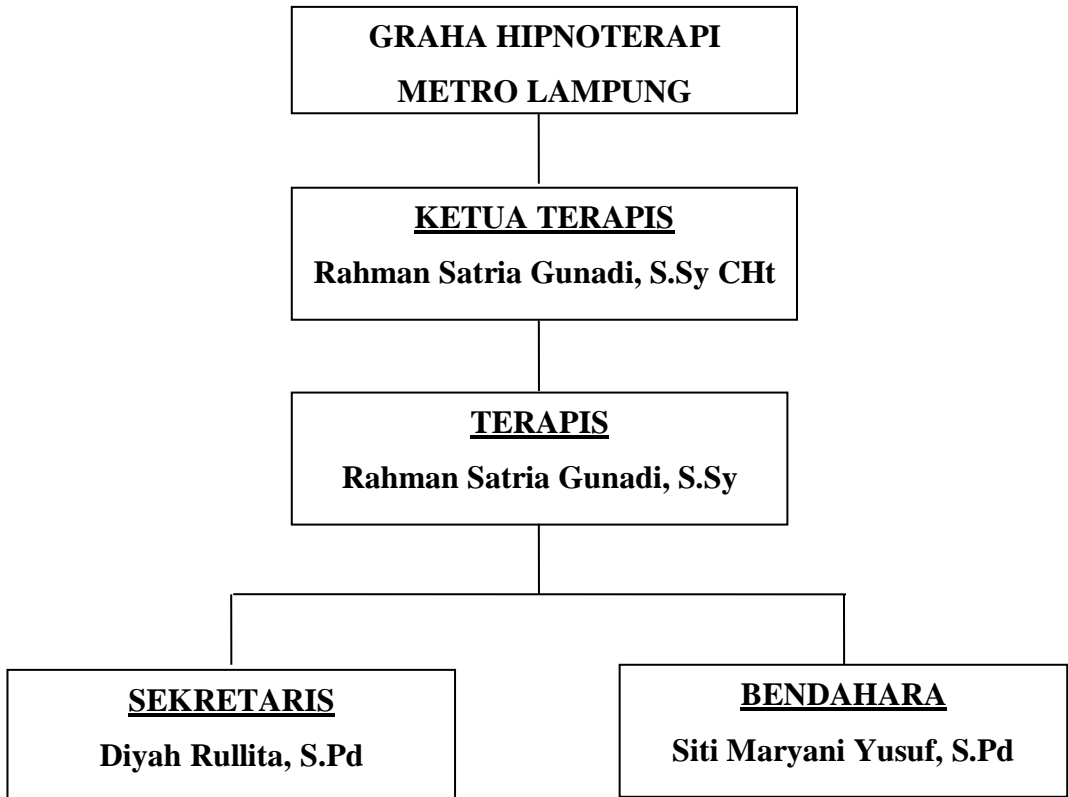 GRAHA HIPNOTERAPI
METRO LAMPUNG
KETUA TERAPIS
Rahman Satria Gunadi, S.Sy CHt
TERAPIS
Rahman Satria Gunadi, S.Sy
SEKRETARIS
Diyah Rullita, S.Pd
BENDAHARA
Siti Maryani Yusuf, S.Pd